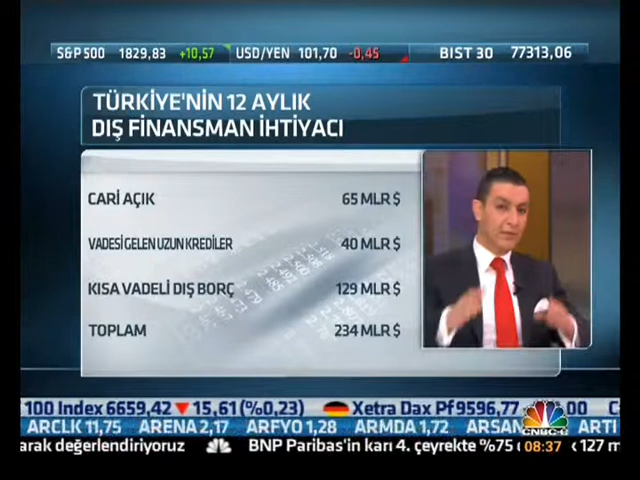 S&P 500 1829,83 +10,57 USD/YEN 101,70 -0,45 BIST 30 77313,06
TÜRKİYE'NİN 12 AYLIK
DIŞ FİNANSMAN İHTİYACI
CARİ AÇIK 65 MLR $
VADESİ GELEN UZUN KREDİLER 40 MLR $
KISA VADELİ DIŞ BORÇ 129 MLR $
TOPLAM 234 MLR $
100 Index 6659,42 15,61(%0,23) Xetra Dax Pf 9596,77 00
ARCLK 11,75 ARENA 2,17 ARFYO 1,28 ARMDA 1,72 ARSAN ARTI
CNBC-e
arak değerlendiriyoruz BNP Paribas'in karı 4. çeyrekte %75 08:37 127 m